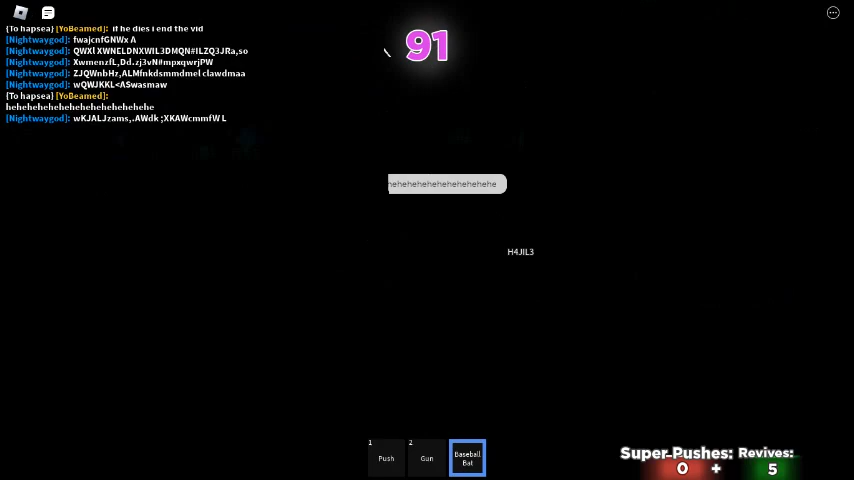 {To hapsea} [YoBeamed]: if he dies i end the vid
[Nightwaygod]: fwajcnfGNWx A
[Nightwaygod]: QWXl XWNELDNXWIL3DMQN#ILZQ3JRa,so
[Nightwaygod]: XwmenzfL,Dd.zj3vN#mpxqwrjPW
[Nightwaygod]: ZJQWnbHz,ALMfnkdsmmdmel clawdmaa
[Nightwaygod]: wQWJKKL<ASwasmaw
{To hapsea} [YoBeamed]:
hehehehehehehehehehehehehehe
[Nightwaygod]: wKJALJzams,.AWdk ;XKAWcmmfW L
91
hehehehehehehehehehehe
H4JIL3
1
Push
2
Gun
Baseball
Bat
Super-Pushes:
0
+
Revives:
5